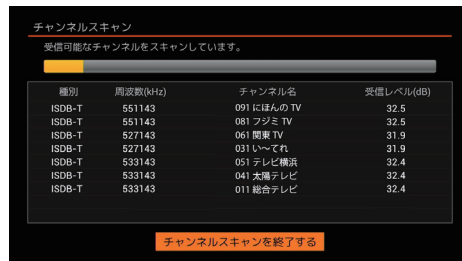 チャンネルスキャン
受信可能なチャンネルをスキャンしています。
種別 周波数(kHz) チャンネル名 受信レベル(dB)
ISDB-T 551143 091 にほんの TV 32.5
ISDB-T 551143 081 フジミ TV 32.5
ISDB-T 527143 061 関東 TV 31.9
ISDB-T 527143 031 い〜てれ 31.9
ISDB-T 533143 051 テレビ横浜 32.4
ISDB-T 533143 041 太陽テレビ 32.4
ISDB-T 533143 011 総合テレビ 32.4
チャンネルスキャンを終了する